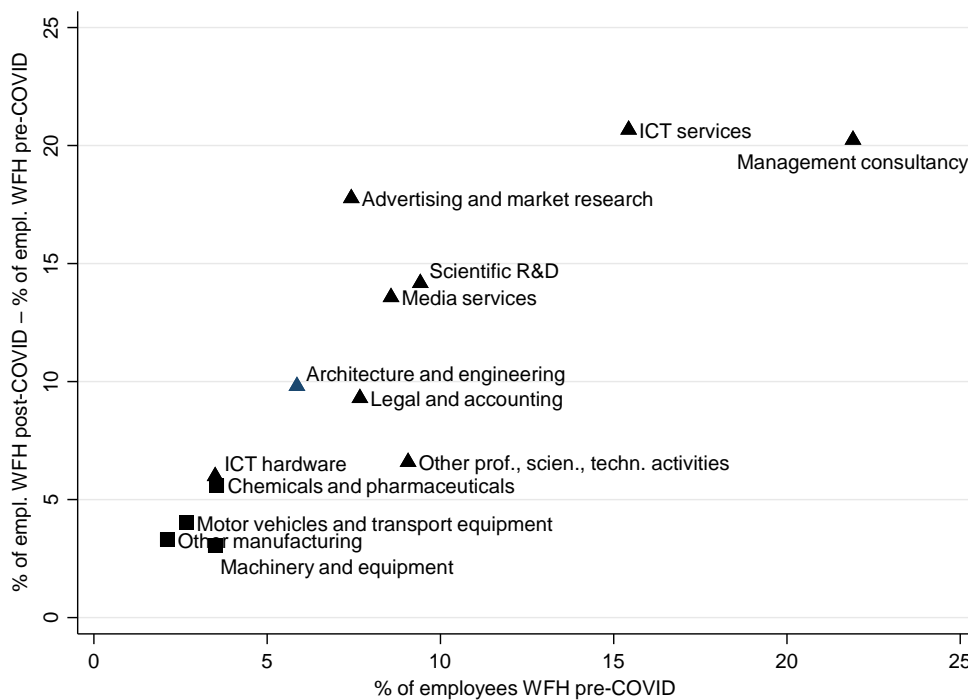 % of empl. WFH post-COVID – % of empl. WFH pre-COVID
25
20
15
10
5
0
ICT services
Management consultancy
Advertising and market research
Scientific R&D
Media services
Architecture and engineering
Legal and accounting
ICT hardware
Other prof., scien., techn. activities
Chemicals and pharmaceuticals
Motor vehicles and transport equipment
Other manufacturing
Machinery and equipment
0 5 10 15 20 25
% of employees WFH pre-COVID